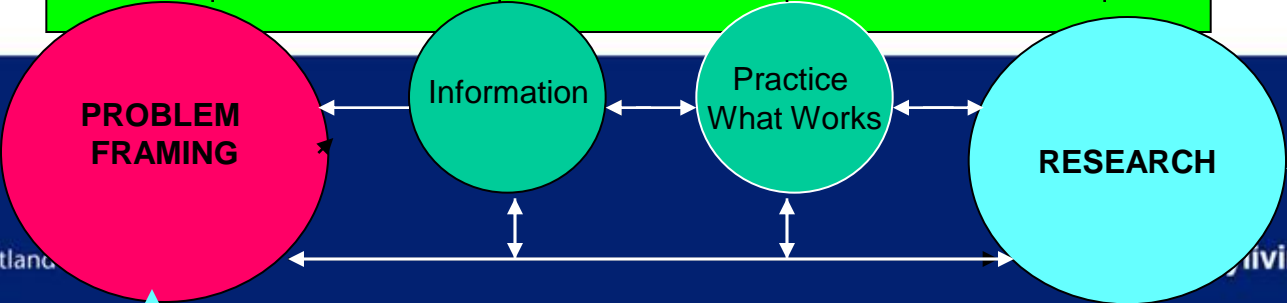 PROBLEM
FRAMING
Information
Practice
What Works
RESEARCH